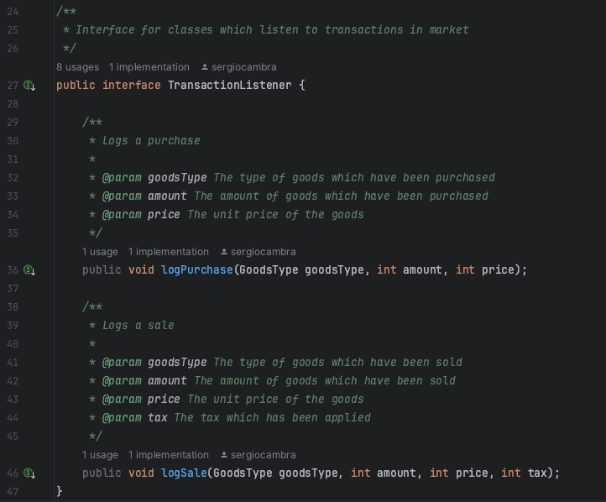 24 /**
25  * Interface for classes which listen to transactions in market
26  */
8 usages   1 implementation   sergiocambra
27 public interface TransactionListener {
28
29     /**
30      * Logs a purchase
31      *
32      * @param goodsType The type of goods which have been purchased
33      * @param amount The amount of goods which have been purchased
34      * @param price The unit price of the goods
35      */
1 usage   1 implementation   sergiocambra
36     public void logPurchase(GoodsType goodsType, int amount, int price);
37
38     /**
39      * Logs a sale
40      *
41      * @param goodsType The type of goods which have been sold
42      * @param amount The amount of goods which have been sold
43      * @param price The unit price of the goods
44      * @param tax The tax which has been applied
45      */
1 usage   1 implementation   sergiocambra
46     public void logSale(GoodsType goodsType, int amount, int price, int tax);
47 }